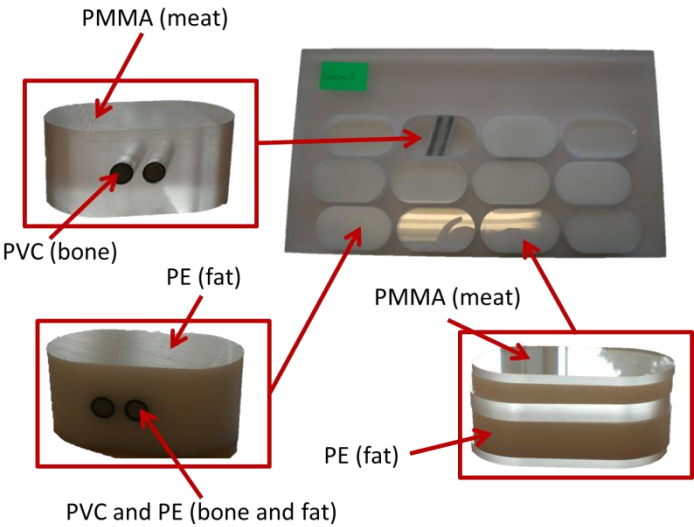 PMMA (meat)
PVC (bone)
PE (fat)
PMMA (meat)
PE (fat)
PVC and PE (bone and fat)